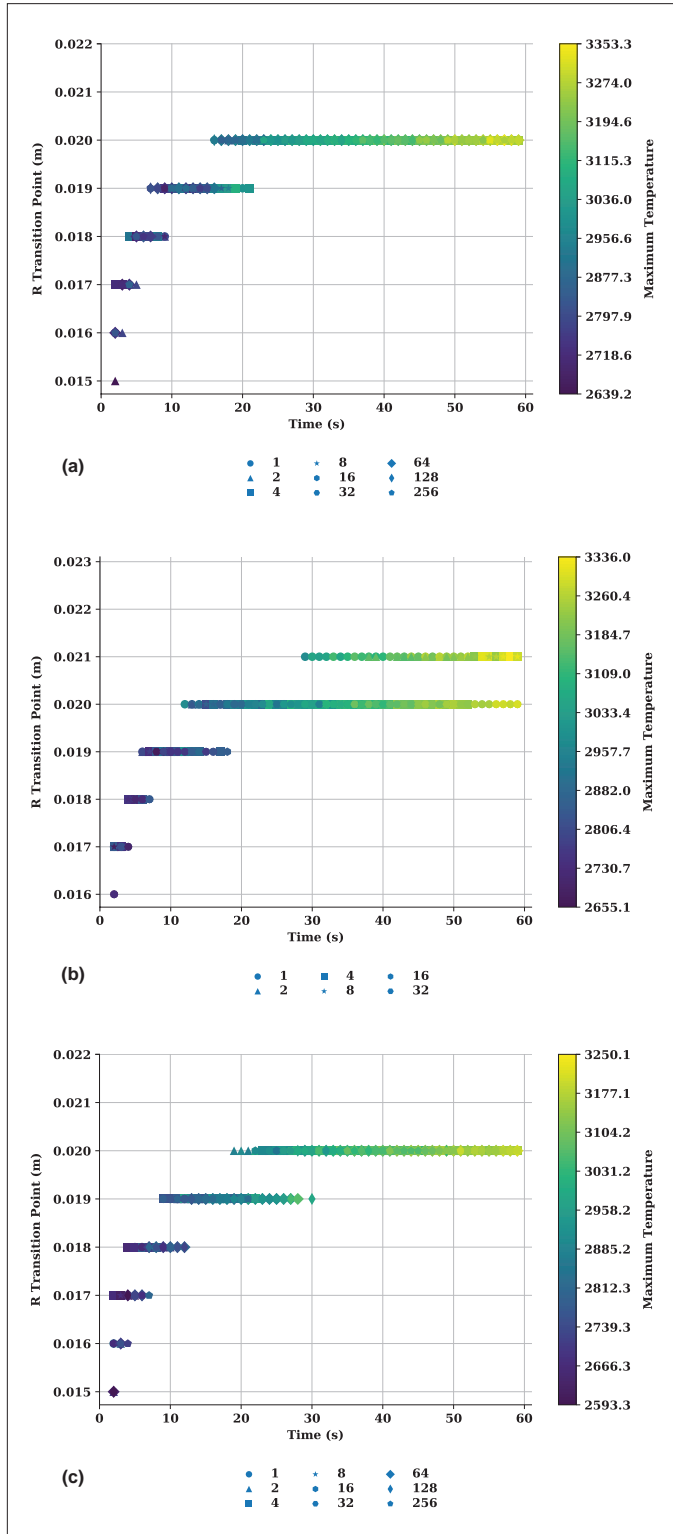 0.022
0.021
0.020
0.019
0.018
0.017
0.016
0.015
R Transition Point (m)
0 10 20 30 40 50 60
Time (s)
3353.3
3274.0
3194.6
3115.3
3036.0
2956.6
2877.3
2797.9
2718.6
2639.2
Maximum Temperature
(a)
1 8 64
2 16 128
4 32 256
0.023
0.022
0.021
0.020
0.019
0.018
0.017
0.016
R Transition Point (m)
0 10 20 30 40 50 60
Time (s)
3336.0
3260.4
3184.7
3109.0
3033.4
2957.7
2882.0
2806.4
2730.7
2655.1
Maximum Temperature
(b)
1 4 16
2 8 32
0.022
0.021
0.020
0.019
0.018
0.017
0.016
0.015
R Transition Point (m)
0 10 20 30 40 50 60
Time (s)
3250.1
3177.1
3104.2
3031.2
2958.2
2885.2
2812.3
2739.3
2666.3
2593.3
Maximum Temperature
1 8 64
2 16 128
4 32 256
(c)